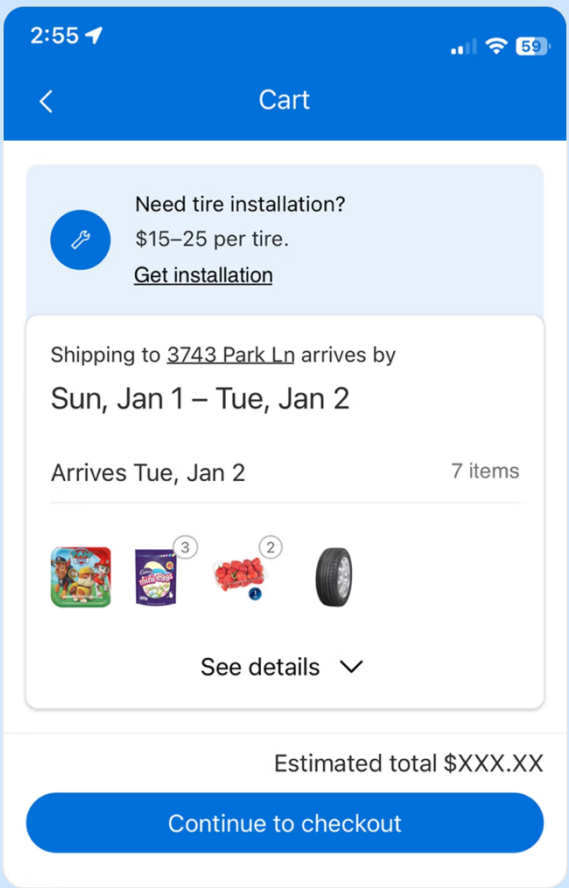 2:55
59
Cart
Need tire installation?
$15–25 per tire.
Get installation
Shipping to 3743 Park Ln arrives by
Sun, Jan 1 – Tue, Jan 2
Arrives Tue, Jan 2
7 items
3
2
mini eggs
See details
Estimated total $XXX.XX
Continue to checkout